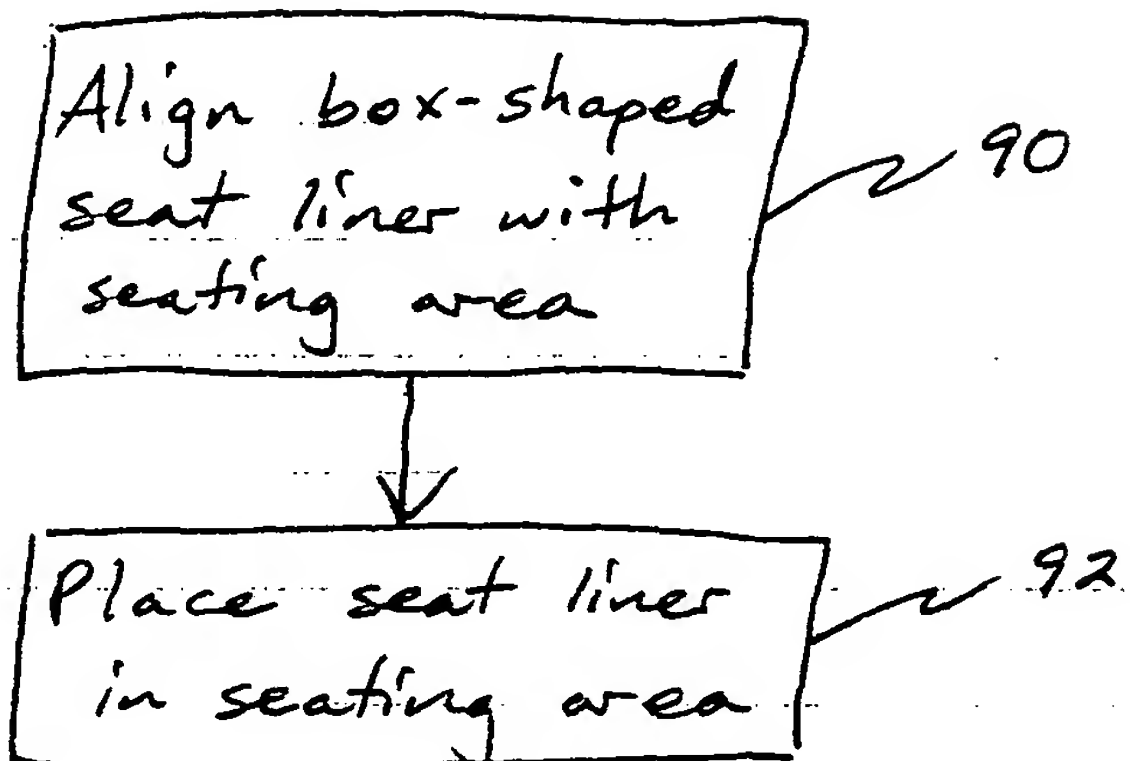 Align box-shaped
seat liner with
seating area
90
Place seat liner
in seating area
92